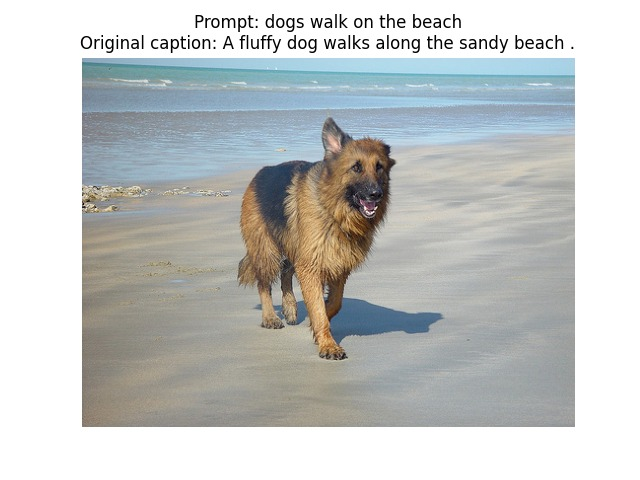 Prompt: dogs walk on the beach
Original caption: A fluffy dog walks along the sandy beach .